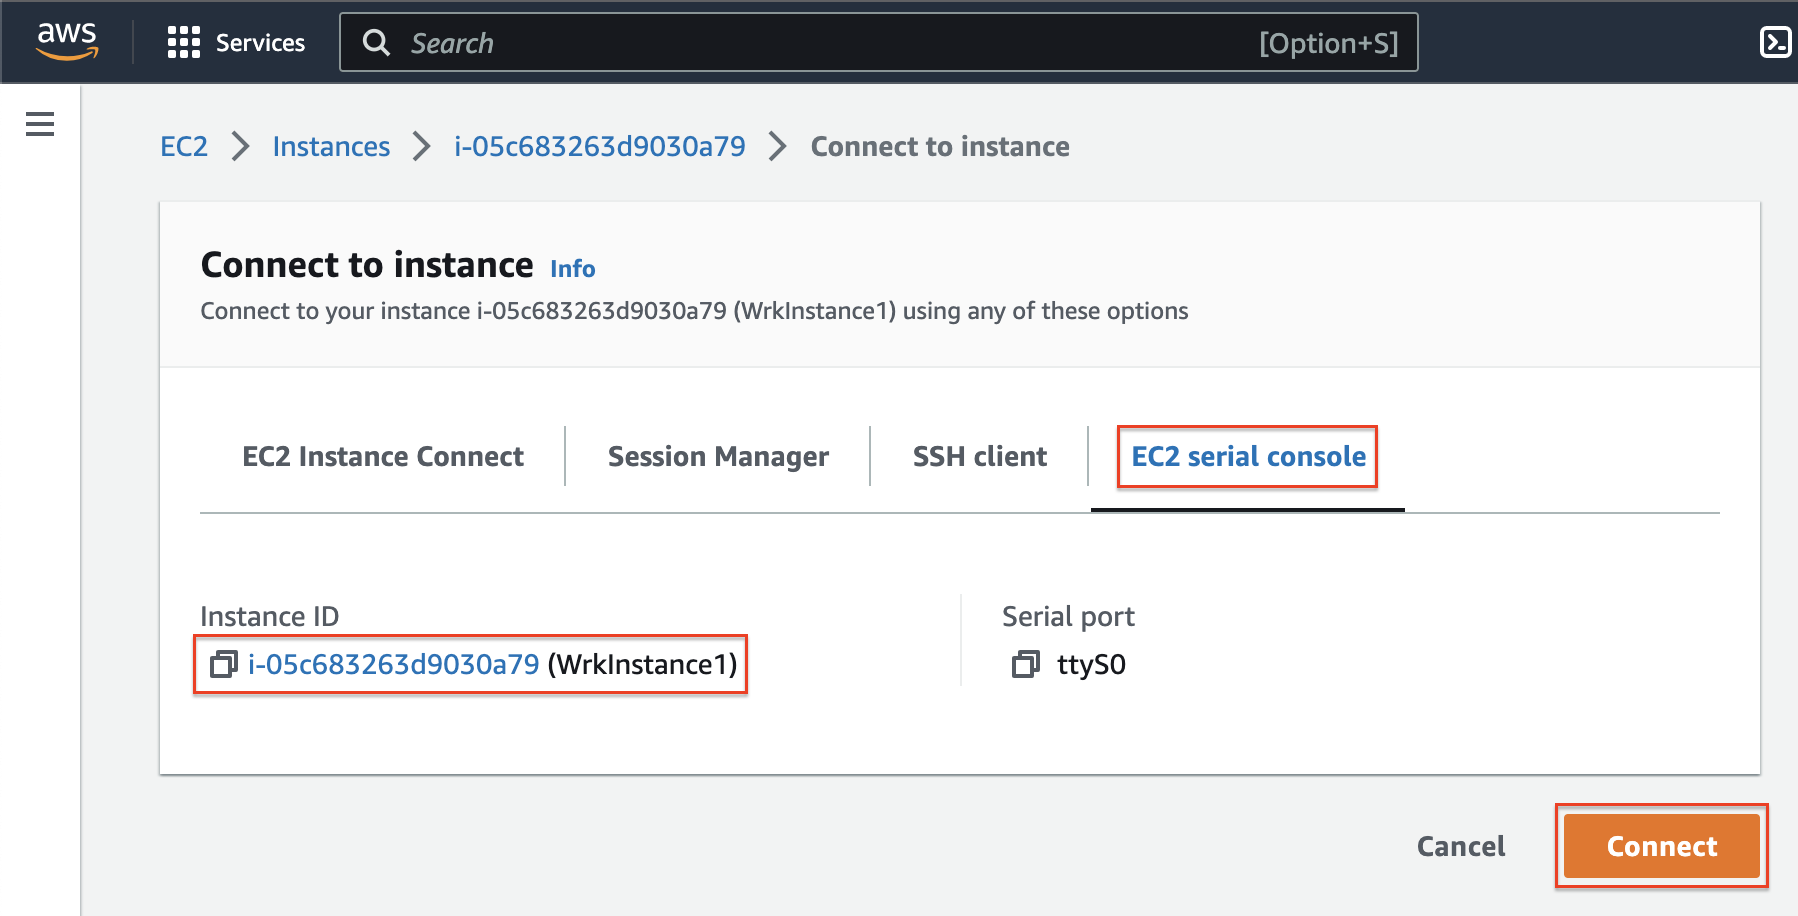 aws Services Search [Option+S]
EC2 > Instances > i-05c683263d9030a79 > Connect to instance
Connect to instance Info
Connect to your instance i-05c683263d9030a79 (WrkInstance1) using any of these options
EC2 Instance Connect Session Manager SSH client EC2 serial console
Instance ID Serial port
i-05c683263d9030a79 (WrkInstance1) ttyS0
Cancel Connect